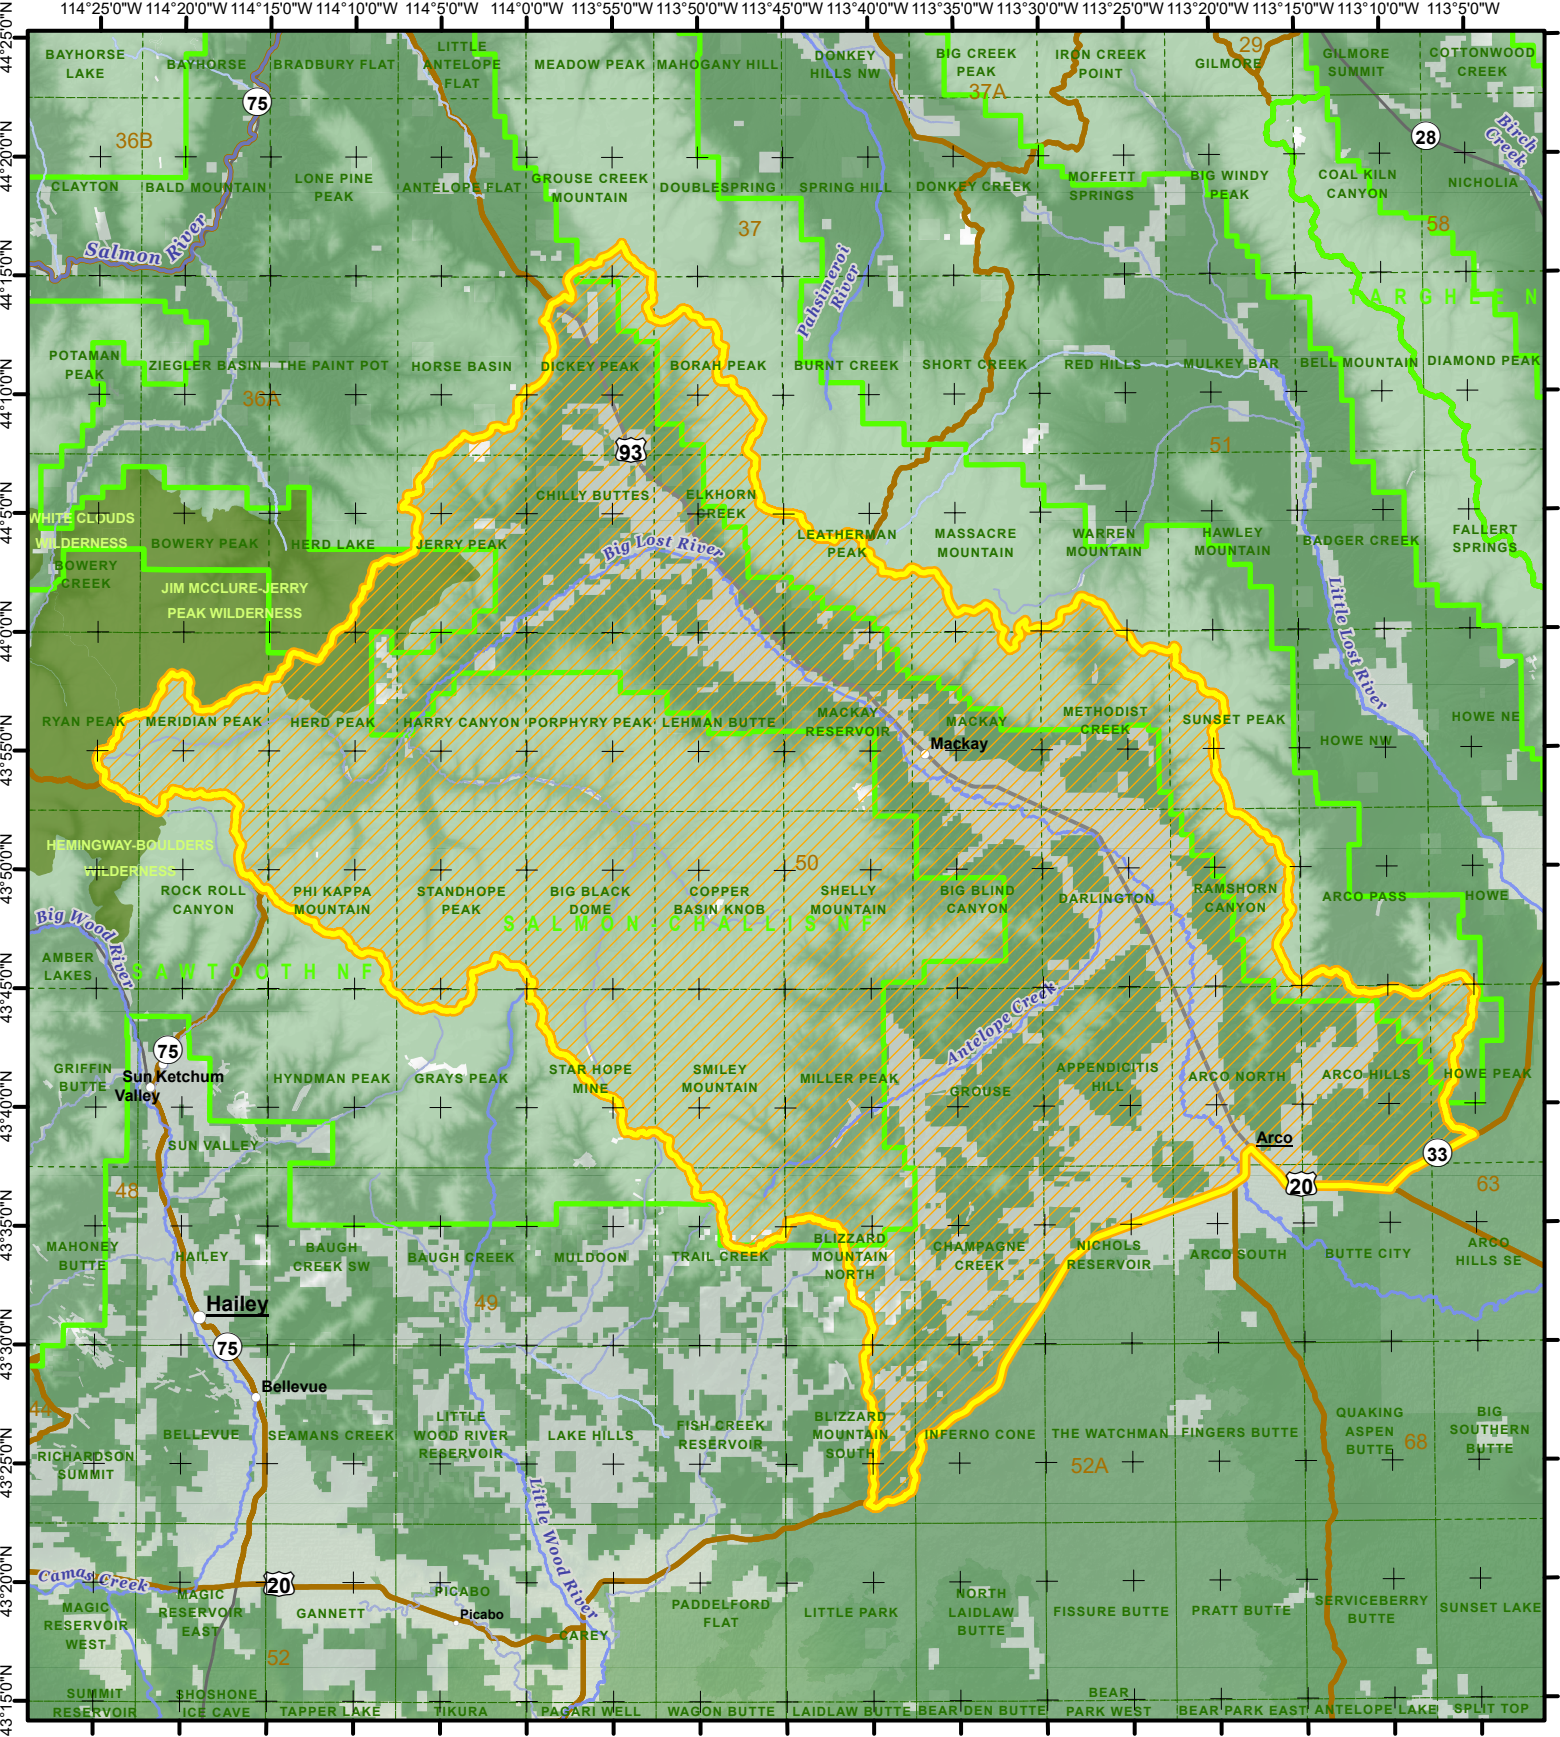 114°25'0"W 114°20'0"W 114°15'0"W 114°10'0"W 114°5'0"W 114°0'0"W 113°55'0"W 113°50'0"W 113°45'0"W 113°40'0"W 113°35'0"W 113°30'0"W 113°25'0"W 113°20'0"W 113°15'0"W 113°10'0"W 113°5'0"W
44°25'0"N
44°20'0"N
44°15'0"N
44°10'0"N
44°5'0"N
44°0'0"N
43°55'0"N
43°50'0"N
43°45'0"N
43°40'0"N
43°35'0"N
43°30'0"N
43°25'0"N
43°20'0"N
43°15'0"N
BAYHORSE
LAKE
BAYHORSE
BRADBURY FLAT
LITTLE
ANTELOPE
FLAT
MEADOW PEAK
MAHOGANY HILL
DONKEY
HILLS NW
BIG CREEK
PEAK
37A
IRON CREEK
POINT
29
GILMORE
GILMORE
SUMMIT
COTTONWOOD
CREEK
75
36B
28
Birch
Creek
CLAYTON
BALD MOUNTAIN
LONE PINE
PEAK
ANTELOPE FLAT
GROUSE CREEK
MOUNTAIN
DOUBLESPRING
SPRING HILL
DONKEY CREEK
MOFFETT
SPRINGS
BIG WINDY
PEAK
COAL KILN
CANYON
NICHOLIA
Salmon River
37
58
Pahsimeroi
River
TARGHEE N
POTAMAN
PEAK
ZIEGLER BASIN
THE PAINT POT
HORSE BASIN
DICKEY PEAK
BORAH PEAK
BURNT CREEK
SHORT CREEK
RED HILLS
MULKEY BAR
BELL MOUNTAIN
DIAMOND PEAK
36A
93
51
WHITE CLOUDS
WILDERNESS
BOWERY PEAK
HERD LAKE
JERRY PEAK
CHILLY BUTTES
ELKHORN
CREEK
LEATHERMAN
PEAK
MASSACRE
MOUNTAIN
WARREN
MOUNTAIN
HAWLEY
MOUNTAIN
BADGER CREEK
FALLERT
SPRINGS
Big Lost River
BOWERY
CREEK
JIM MCCLURE-JERRY
PEAK WILDERNESS
Little Lost River
RYAN PEAK
MERIDIAN PEAK
HERD PEAK
HARRY CANYON
PORPHYRY PEAK
LEHMAN BUTTE
MACKAY
RESERVOIR
MACKAY
METHODIST
CREEK
SUNSET PEAK
HOWE NW
HOWE NE
Mackay
HEMINGWAY-BOULDERS
WILDERNESS
50
ROCK ROLL
CANYON
PHI KAPPA
MOUNTAIN
STANDHOPE
PEAK
BIG BLACK
DOME
COPPER
BASIN KNOB
SHELLY
MOUNTAIN
BIG BLIND
CANYON
DARLINGTON
RAMSHORN
CANYON
ARCO PASS
HOWE
SALMON-CHALLIS NF
Big Wood River
AMBER
LAKES
SAWTOOTH NF
Antelope Creek
75
GRIFFIN
BUTTE
Sun
Valley
Ketchum
HYNDMAN PEAK
GRAYS PEAK
STAR HOPE
MINE
SMILEY
MOUNTAIN
MILLER PEAK
GROUSE
APPENDICITIS
HILL
ARCO NORTH
ARCO HILLS
HOWE PEAK
SUN VALLEY
Arco
33
20
48
63
MAHONEY
BUTTE
HAILEY
BAUGH
CREEK SW
BAUGH CREEK
MULDOON
TRAIL CREEK
BLIZZARD
MOUNTAIN
NORTH
CHAMPAGNE
CREEK
NICHOLS
RESERVOIR
ARCO SOUTH
BUTTE CITY
ARCO
HILLS SE
Hailey
49
75
Bellevue
44
RICHARDSON
SUMMIT
BELLEVUE
SEAMANS CREEK
LITTLE
WOOD RIVER
RESERVOIR
LAKE HILLS
FISH CREEK
RESERVOIR
BLIZZARD
MOUNTAIN
SOUTH
INFERNO CONE
THE WATCHMAN
FINGERS BUTTE
QUAKING
ASPEN
BUTTE
BIG
SOUTHERN
BUTTE
68
52A
Little Wood River
Camas Creek
20
MAGIC
RESERVOIR
WEST
MAGIC
RESERVOIR
EAST
GANNETT
PICABO
Picabo
CAREY
PADDELFORD
FLAT
LITTLE PARK
NORTH
LAIDLAW
BUTTE
FISSURE BUTTE
PRATT BUTTE
SERVICEBERRY
BUTTE
SUNSET LAKE
52
SUMMIT
RESERVOIR
SHOSHONE
ICE CAVE
TAPPER LAKE
TIKURA
PAGARI WELL
WAGON BUTTE
LAIDLAW BUTTE
BEAR DEN BUTTE
BEAR
PARK WEST
BEAR PARK EAST
ANTELOPE LAKE
SPLIT TOP